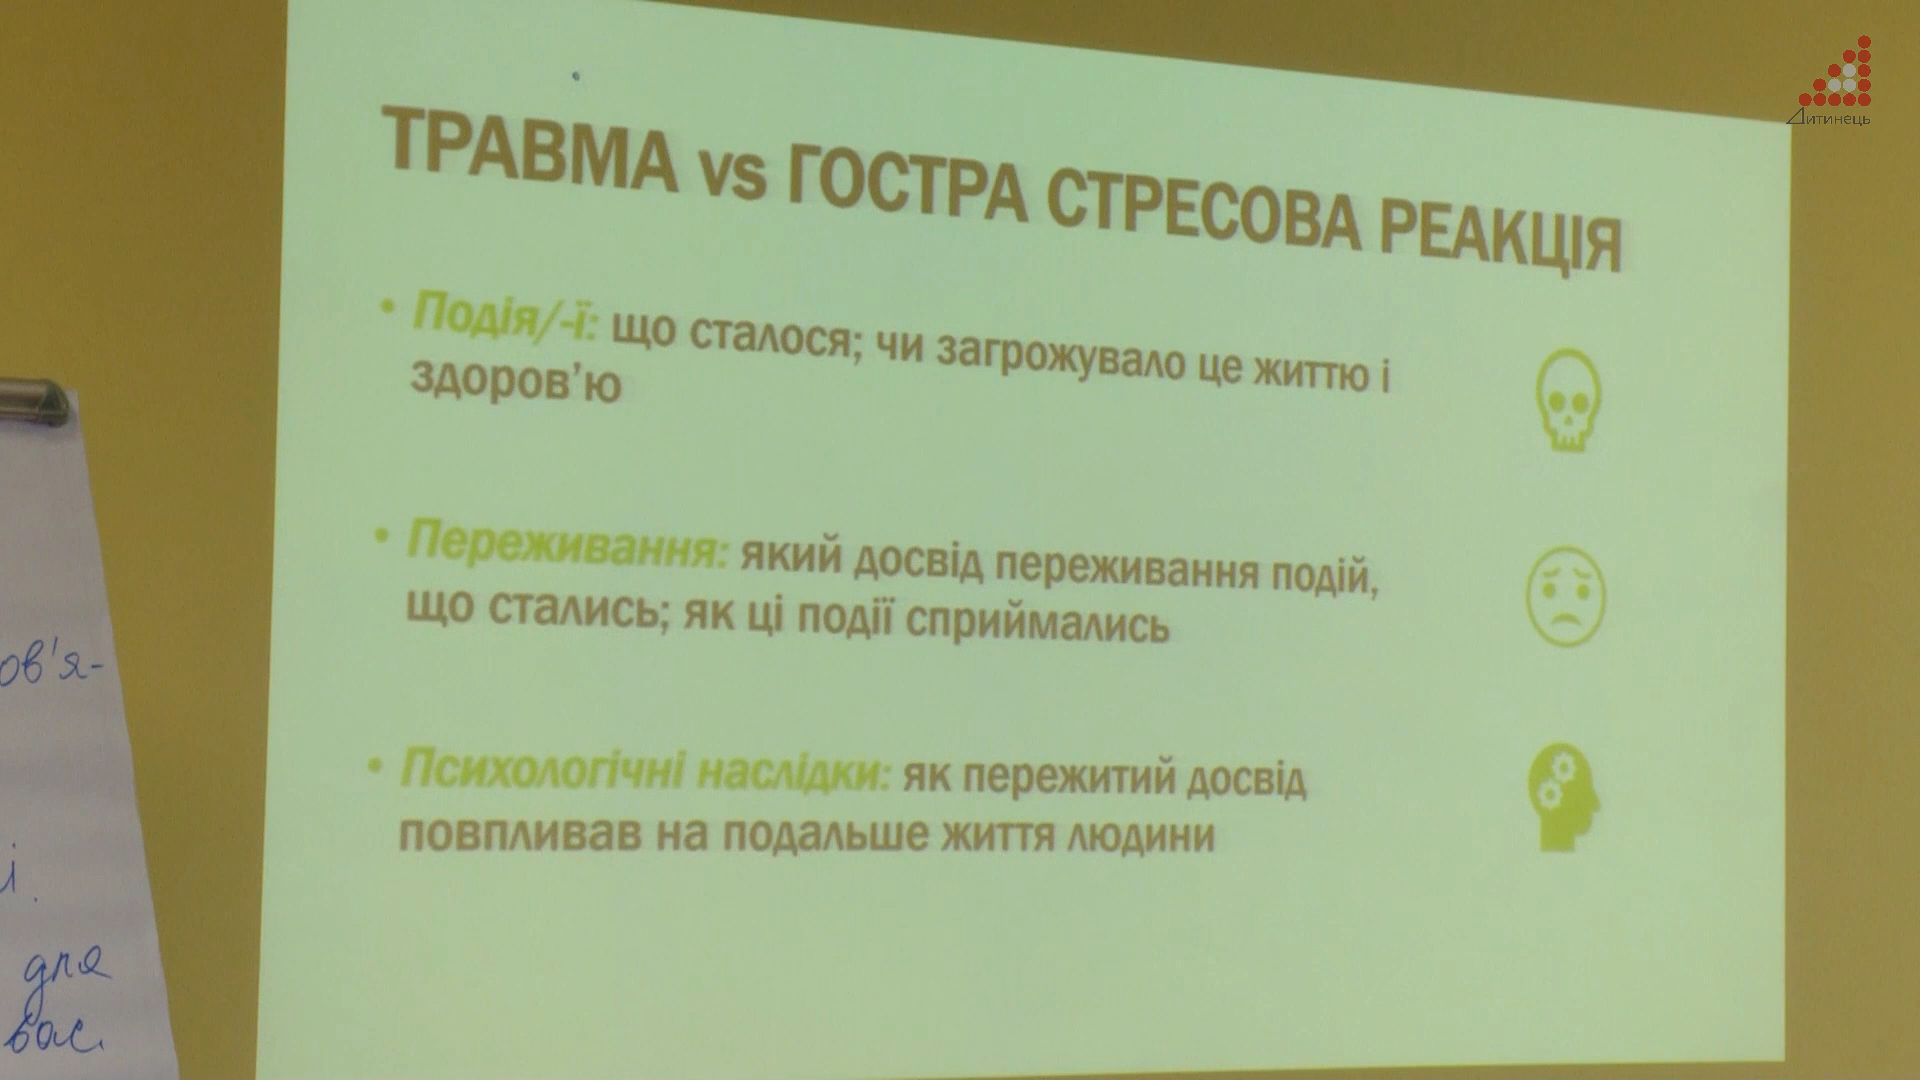 Дитинець
ТРАВМА vs ГОСТРА СТРЕСОВА РЕАКЦІЯ
• Подія/-ї: що сталося; чи загрожувало це життю і
здоров’ю
• Переживання: який досвід переживання подій,
що стались; як ці події сприймались
• Психологічні наслідки: як пережитий досвід
повпливав на подальше життя людини
ов'я-
і.
для
вас.